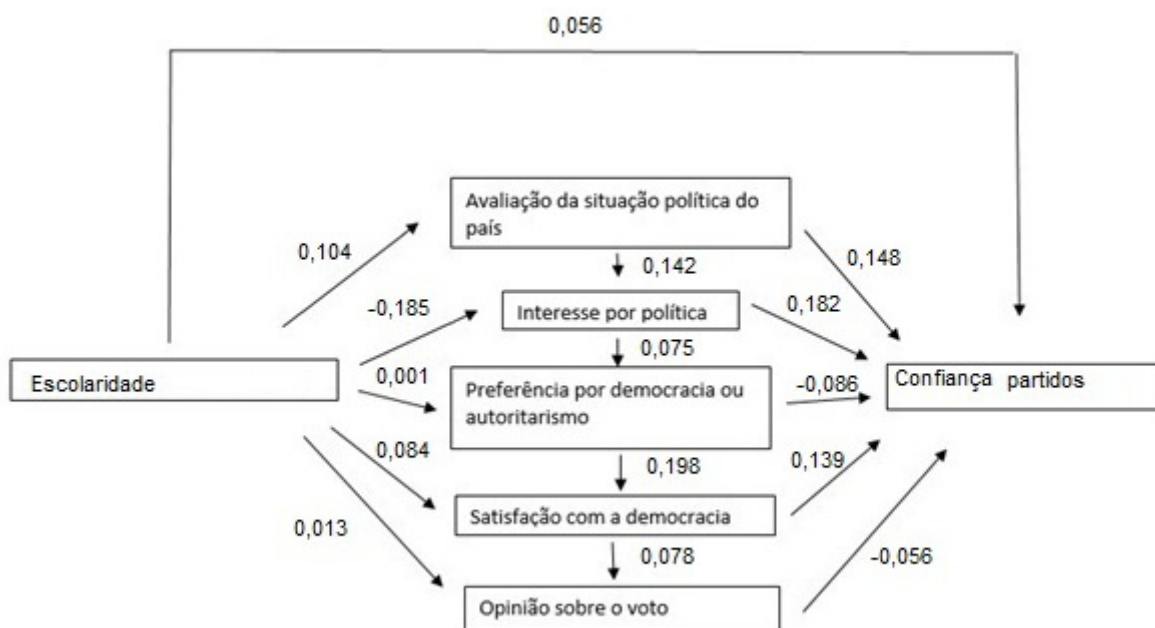 0,056
Avaliação da situação política do
país
0,104
0,148
0,142
-0,185
0,182
Interesse por política
0,075
Escolaridade
0,001
Preferência por democracia ou
autoritarismo
-0,086
Confiança partidos
0,084
0,198
0,139
Satisfação com a democracia
0,013
0,078
-0,056
Opinião sobre o voto